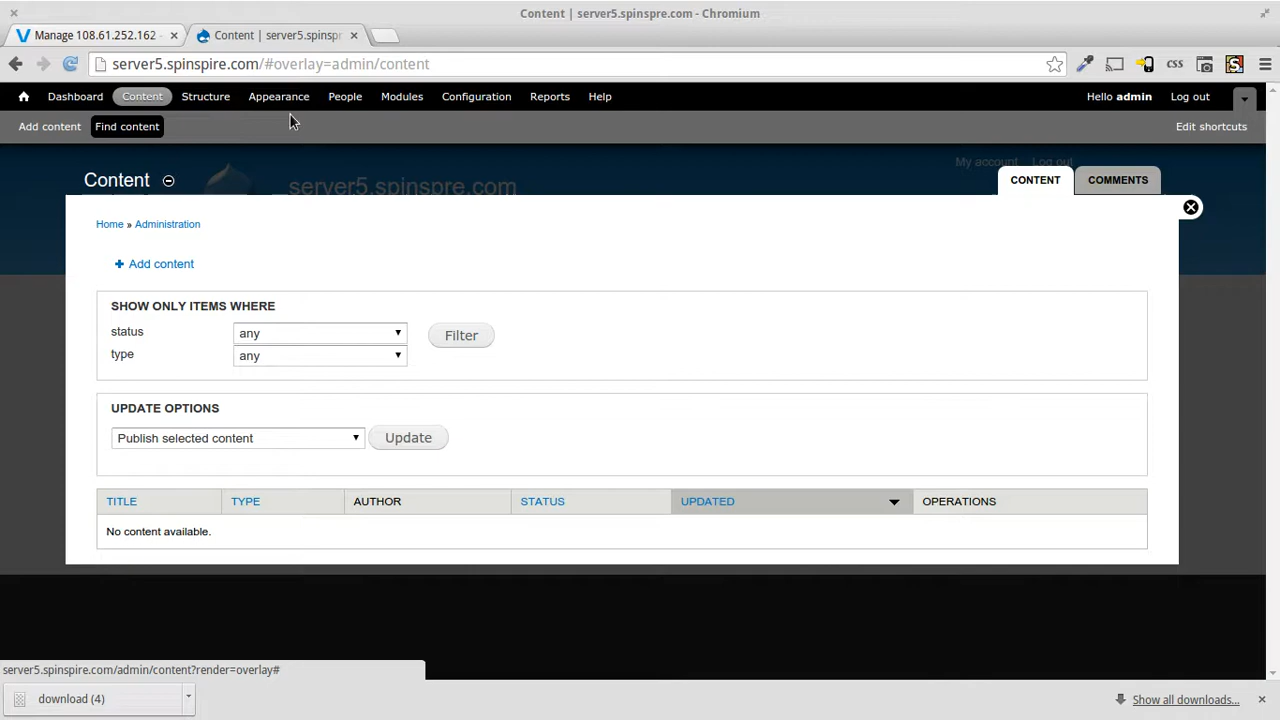 Content | server5.spinspre.com - Chromium
Manage 108.61.252.162 -
Content | server5.spinspr
server5.spinspire.com/#overlay=admin/content
CSS
Dashboard Content Structure Appearance People Modules Configuration Reports Help
Hello admin Log out
Add content Find content
Edit shortcuts
My account Log out
server5.spinspre.com
Content
CONTENT COMMENTS
Home » Administration
Add content
SHOW ONLY ITEMS WHERE
status any
Filter
type any
UPDATE OPTIONS
Publish selected content Update
TITLE TYPE AUTHOR STATUS UPDATED OPERATIONS
No content available.
server5.spinspire.com/admin/content?render=overlay#
download (4)
Show all downloads...